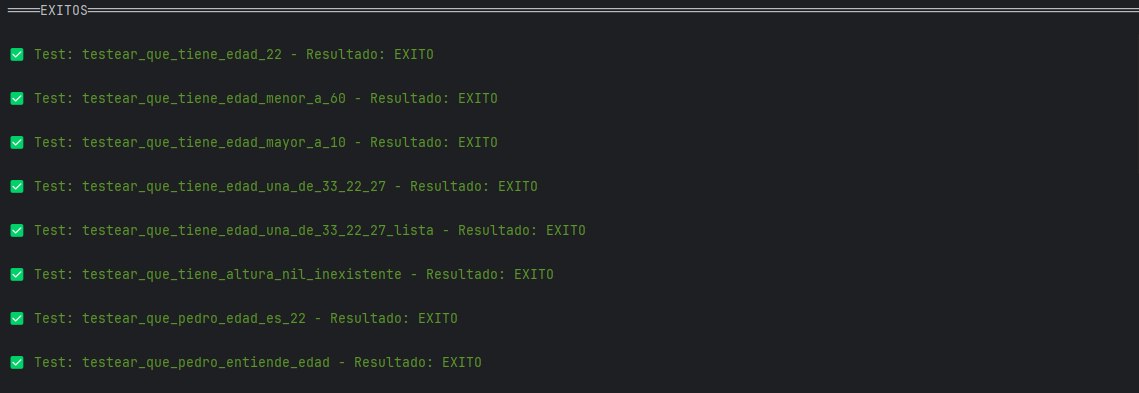 ════EXITOS════════════════════════════════════════════════════════════════════════════════════════════════════════════════════════════════════
✅ Test: testear_que_tiene_edad_22 - Resultado: EXITO
✅ Test: testear_que_tiene_edad_menor_a_60 - Resultado: EXITO
✅ Test: testear_que_tiene_edad_mayor_a_10 - Resultado: EXITO
✅ Test: testear_que_tiene_edad_una_de_33_22_27 - Resultado: EXITO
✅ Test: testear_que_tiene_edad_una_de_33_22_27_lista - Resultado: EXITO
✅ Test: testear_que_tiene_altura_nil_inexistente - Resultado: EXITO
✅ Test: testear_que_pedro_edad_es_22 - Resultado: EXITO
✅ Test: testear_que_pedro_entiende_edad - Resultado: EXITO